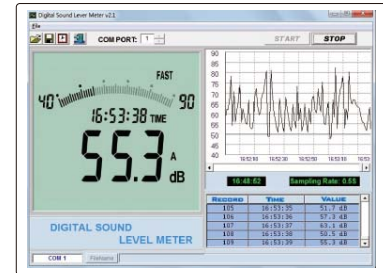 Digital Sound Level Meter v2.1
File
COM PORT: 1 START STOP
FAST
40 90
16:53:38 TIME
55.3 A dB
90
85
80
75
70
65
60
55
50
45
40
16:52:10 16:52:30 16:52:50 16:53:10 16:53:30
16:48:52 Sampling Rate: 0.5S
RECORD TIME VALUE
105 16:53:35 51.7 dB
106 16:53:36 57.3 dB
107 16:53:37 63.1 dB
108 16:53:38 50.5 dB
109 16:53:39 55.3 dB
DIGITAL SOUND
LEVEL METER
COM 1 Filename